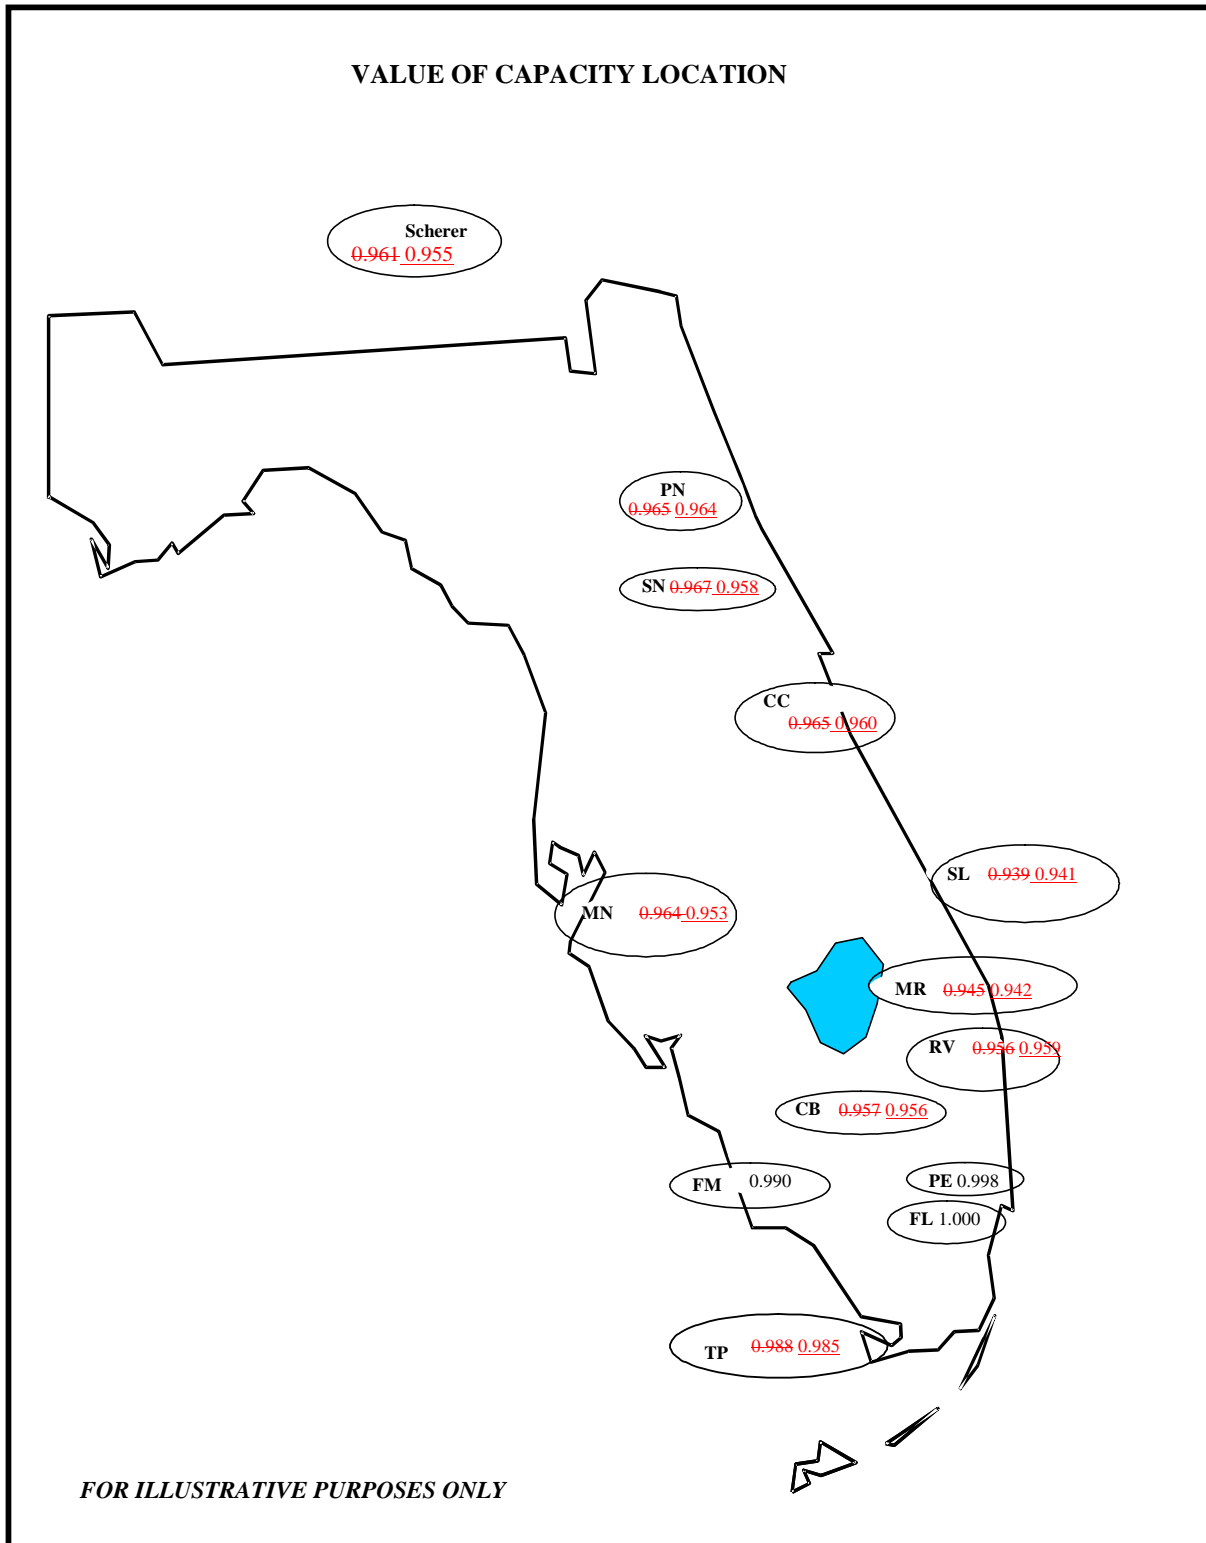 VALUE OF CAPACITY LOCATION
Scherer
0.961 0.955
PN
0.965 0.964
SN 0.967 0.958
CC
0.965 0.960
SL 0.939 0.941
MN 0.964 0.953
MR 0.945 0.942
RV 0.956 0.959
CB 0.957 0.956
FM 0.990
PE 0.998
FL 1.000
TP 0.988 0.985
FOR ILLUSTRATIVE PURPOSES ONLY